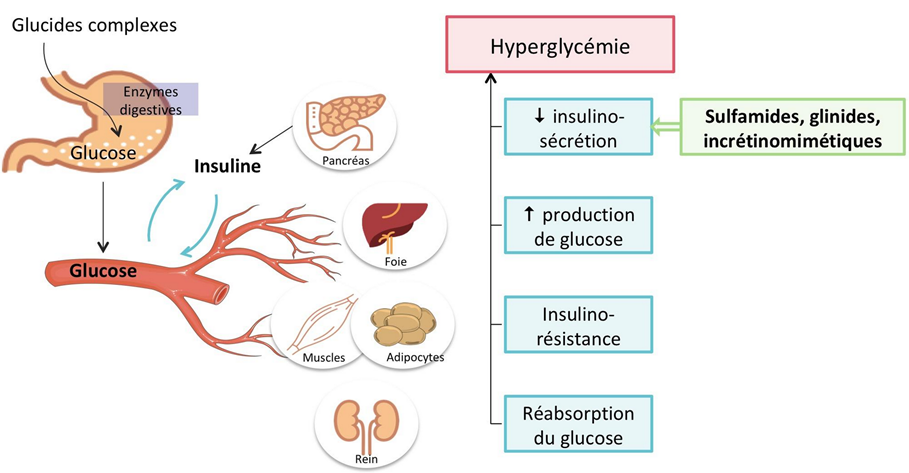 Glucides complexes
Enzymes
digestives
Glucose
Insuline
Pancréas
Foie
Glucose
Muscles
Adipocytes
Rein
Hyperglycémie
↓ insulino-
sécrétion
Sulfamides, glinides,
incrétinomimétiques
↑ production
de glucose
Insulino-
résistance
Réabsorption
du glucose